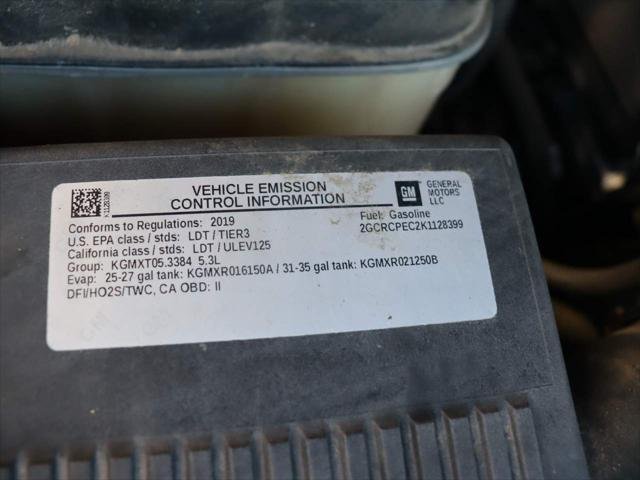 VEHICLE EMISSION
CONTROL INFORMATION
GM
GENERAL
MOTORS
LLC
K1128399
Conforms to Regulations: 2019
Fuel: Gasoline
U.S. EPA class / stds: LDT / TIER3
2GCRCPEC2K1128399
California class / stds: LDT / ULEV125
Group: KGMXT05.3384 5.3L
Evap: 25-27 gal tank: KGMXR016150A / 31-35 gal tank: KGMXR021250B
DFI/HO2S/TWC, CA OBD: II
GM